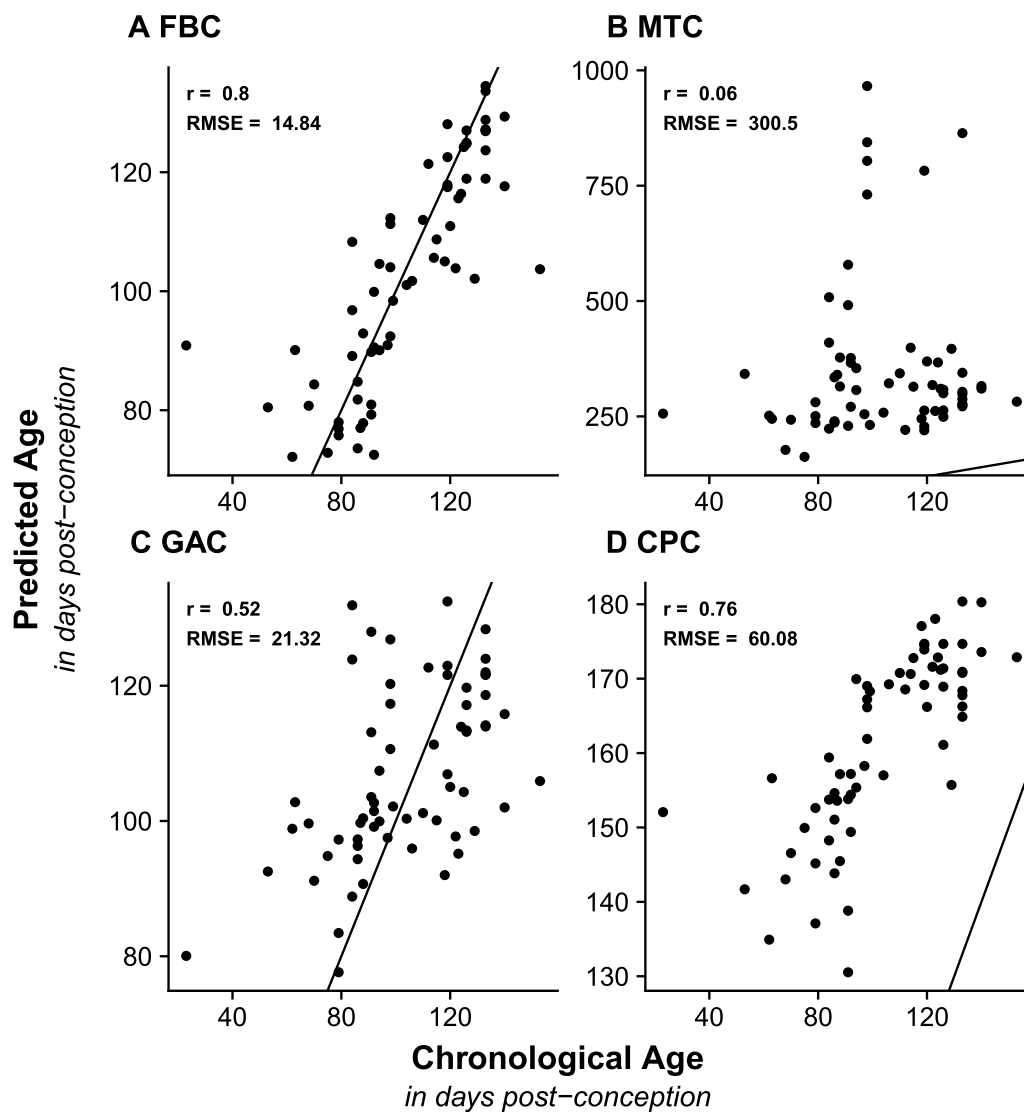 A FBC
r = 0.8
RMSE = 14.84
120
100
80
40 80 120
B MTC
r = 0.06
RMSE = 300.5
1000
750
500
250
40 80 120
C GAC
r = 0.52
RMSE = 21.32
120
100
80
40 80 120
D CPC
r = 0.76
RMSE = 60.08
180
170
160
150
140
130
40 80 120
Predicted Age
in days post−conception
Chronological Age
in days post−conception